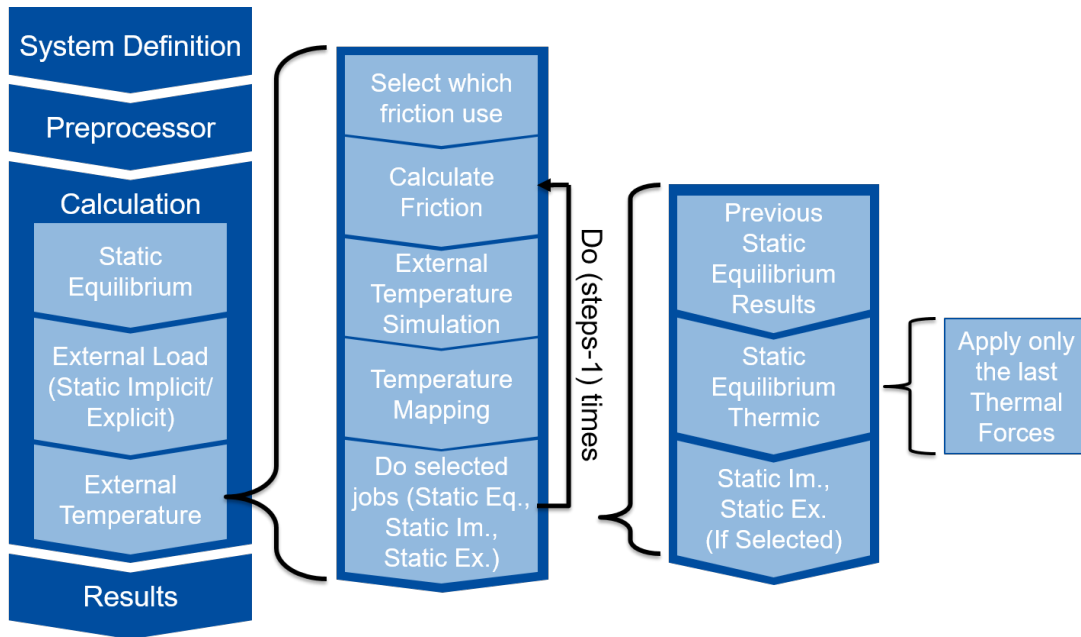 System Definition
Preprocessor
Calculation
Static
Equilibrium
External Load
(Static Implicit/
Explicit)
External
Temperature
Results
Select which
friction use
Calculate
Friction
External
Temperature
Simulation
Temperature
Mapping
Do selected
jobs (Static Eq.,
Static Im.,
Static Ex.)
Do (steps-1) times
Previous
Static
Equilibrium
Results
Static
Equilibrium
Thermic
Static Im.,
Static Ex.
(If Selected)
Apply only
the last
Thermal
Forces